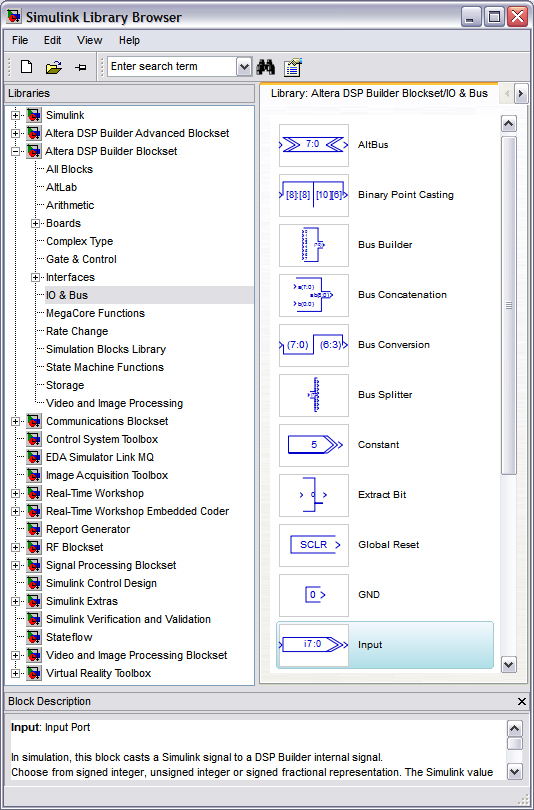 Simulink Library Browser
File Edit View Help
Enter search term
Libraries
Simulink
Altera DSP Builder Advanced Blockset
Altera DSP Builder Blockset
All Blocks
AltLab
Arithmetic
Boards
Complex Type
Gate & Control
Interfaces
IO & Bus
MegaCore Functions
Rate Change
Simulation Blocks Library
State Machine Functions
Storage
Video and Image Processing
Communications Blockset
Control System Toolbox
EDA Simulator Link MQ
Image Acquisition Toolbox
Real-Time Workshop
Real-Time Workshop Embedded Coder
Report Generator
RF Blockset
Signal Processing Blockset
Simulink Control Design
Simulink Extras
Simulink Verification and Validation
Stateflow
Video and Image Processing Blockset
Virtual Reality Toolbox
Library: Altera DSP Builder Blockset/IO & Bus
7:0 AltBus
[8]:[8] [10][6] Binary Point Casting
Bus Builder
a(7:0)
Bus Concatenation
(7:0) (6:3) Bus Conversion
Bus Splitter
5 Constant
0 Extract Bit
SCLR Global Reset
0 GND
i7:0 Input
Block Description
Input: Input Port
In simulation, this block casts a Simulink signal to a DSP Builder internal signal.
Choose from signed integer, unsigned integer or signed fractional representation. The Simulink value